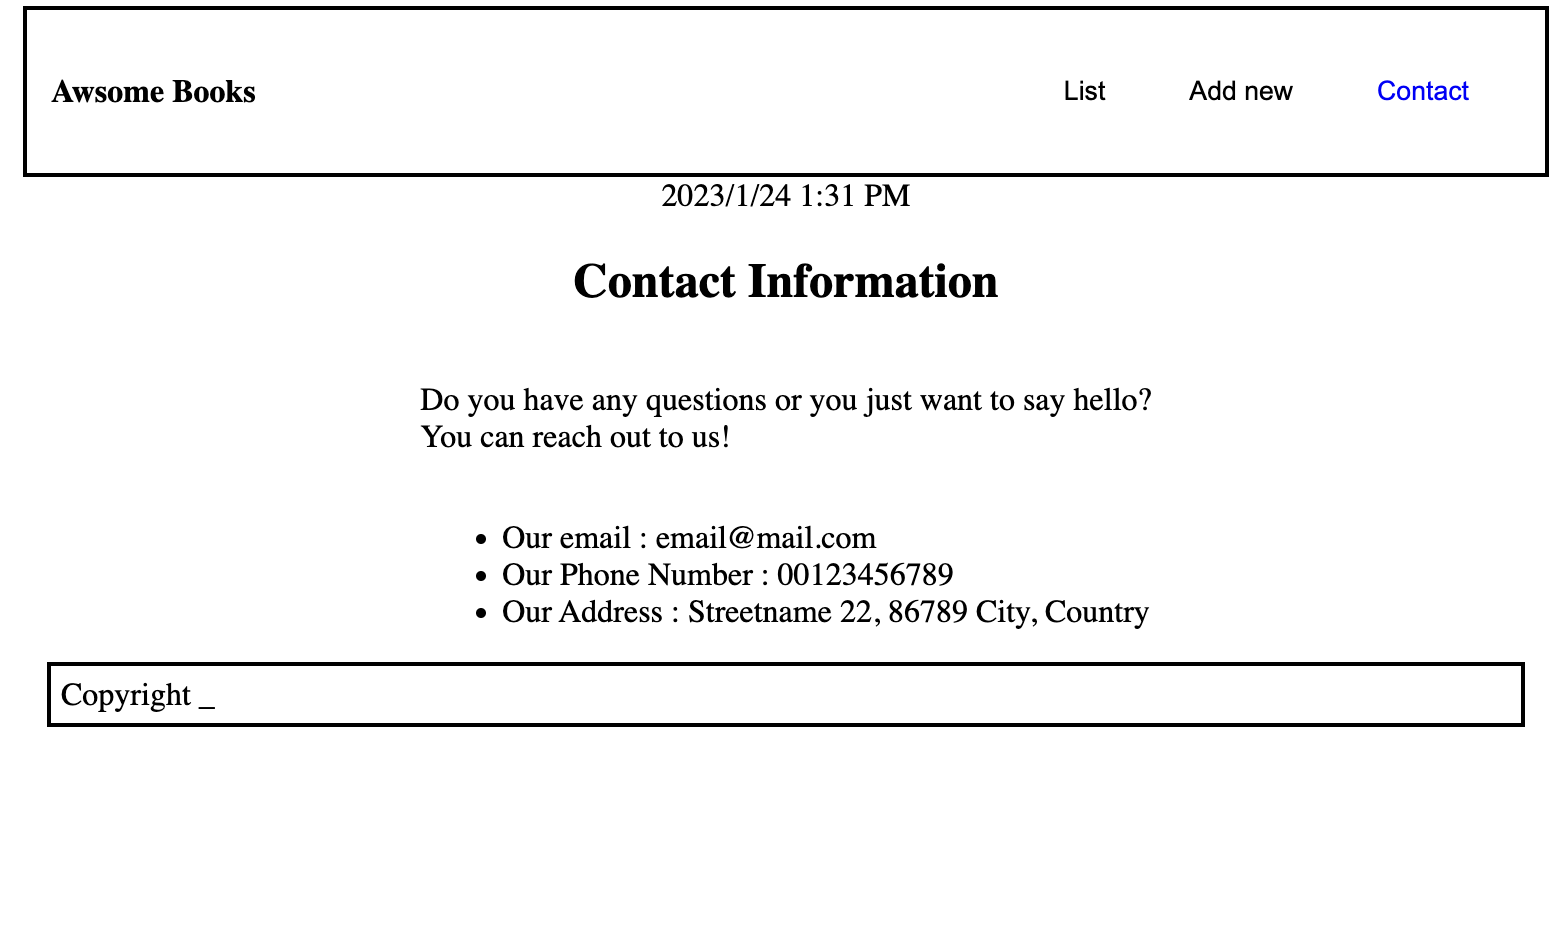 Awsome Books List Add new Contact
2023/1/24 1:31 PM
Contact Information
Do you have any questions or you just want to say hello?
You can reach out to us!
• Our email : email@mail.com
• Our Phone Number : 00123456789
• Our Address : Streetname 22, 86789 City, Country
Copyright _